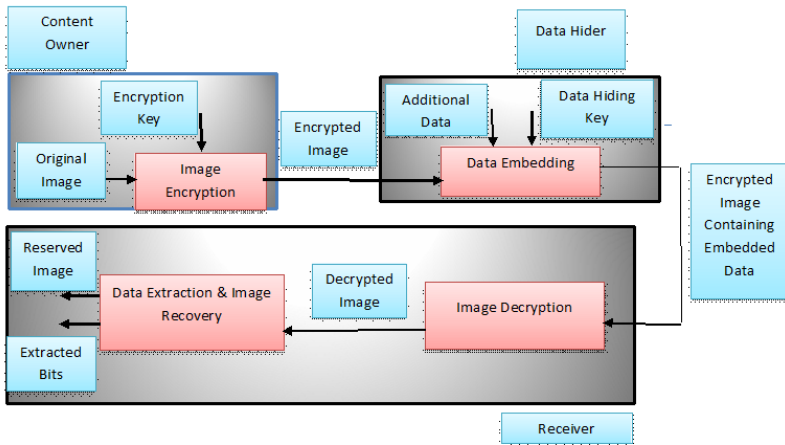 Content
Owner
Data Hider
Encryption
Key
Additional
Data
Data Hiding
Key
Encrypted
Image
Original
Image
Image
Encryption
Data Embedding
Encrypted
Image
Containing
Embedded
Data
Reserved
Image
Data Extraction & Image
Recovery
Decrypted
Image
Image Decryption
Extracted
Bits
Receiver